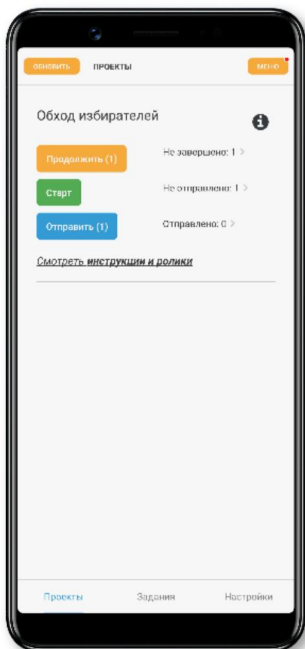 ОБНОВИТЬ ПРОЕКТЫ МЕНЮ
Обход избирателей
Продолжить (1) Не завершено: 1 >
Старт Не отправлено: 1 >
Отправить (1) Отправлено: 0 >
Смотреть инструкции и ролики
Проекты Задания Настройки